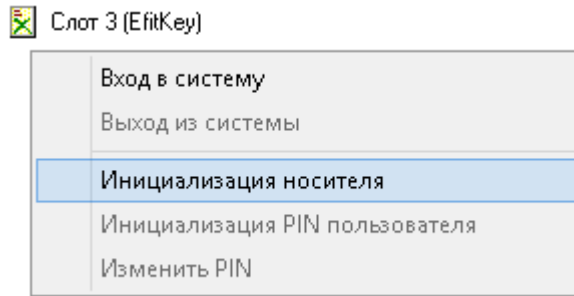 Слот 3 (EfitKey)
Вход в систему
Выход из системы
Инициализация носителя
Инициализация PIN пользователя
Изменить PIN